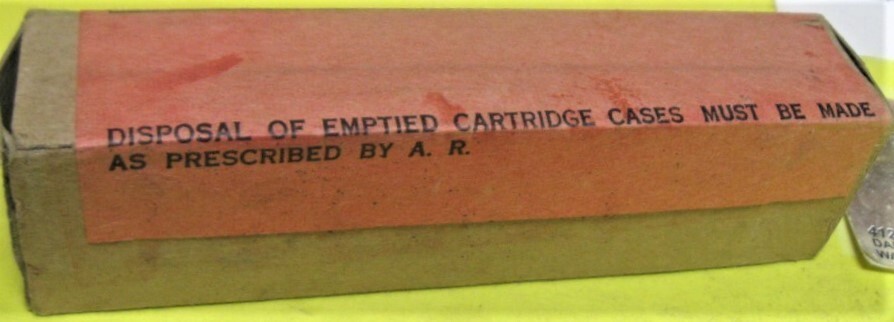 DISPOSAL OF EMPTIED CARTRIDGE CASES MUST BE MADE
AS PRESCRIBED BY A. R.